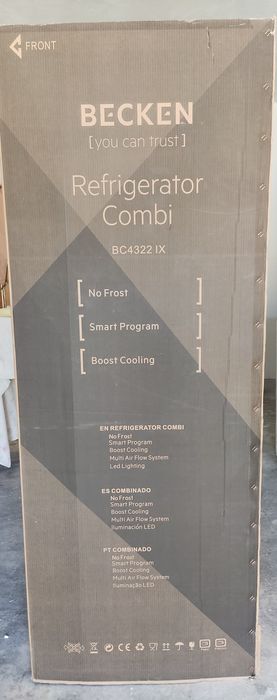 FRONT
BECKEN
[you can trust]
Refrigerator
Combi
BC4322 IX
[No Frost]
[Smart Program]
[Boost Cooling]
EN REFRIGERATOR COMBI
No Frost
Smart Program
Boost Cooling
Multi Air Flow System
Led Lighting
ES COMBINADO
No Frost
Smart Program
Boost Cooling
Multi Air Flow System
Iluminación LED
PT COMBINADO
No Frost
Smart Program
Boost Cooling
Multi Air Flow System
Iluminação LED
CE